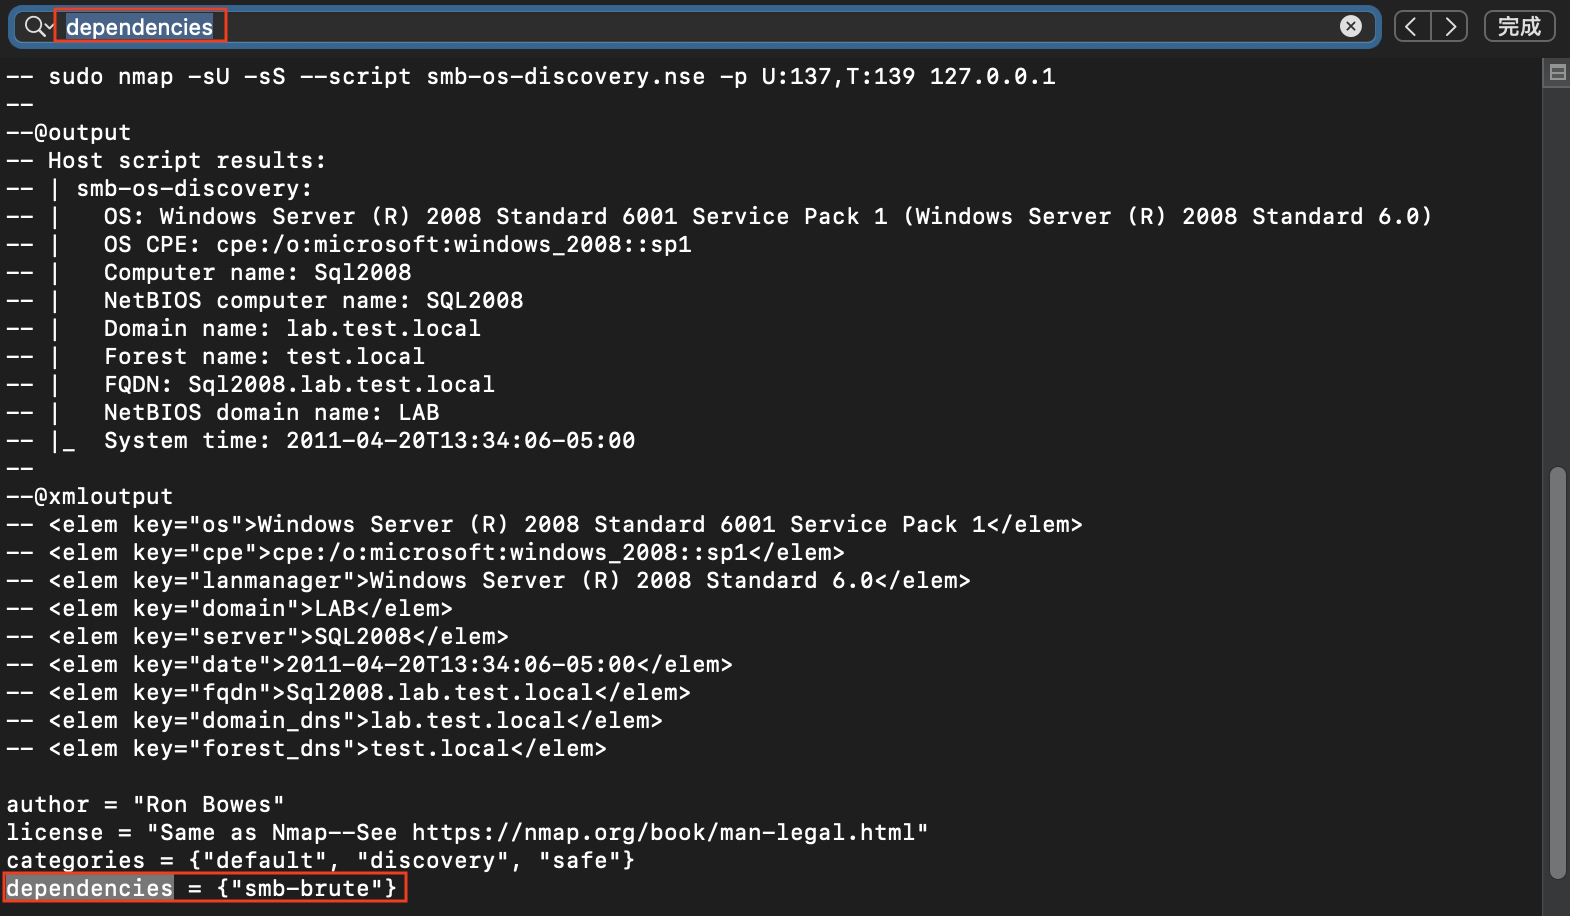 dependencies
完成
-- sudo nmap -sU -sS --script smb-os-discovery.nse -p U:137,T:139 127.0.0.1
--
--@output
-- Host script results:
-- | smb-os-discovery:
-- |   OS: Windows Server (R) 2008 Standard 6001 Service Pack 1 (Windows Server (R) 2008 Standard 6.0)
-- |   OS CPE: cpe:/o:microsoft:windows_2008::sp1
-- |   Computer name: Sql2008
-- |   NetBIOS computer name: SQL2008
-- |   Domain name: lab.test.local
-- |   Forest name: test.local
-- |   FQDN: Sql2008.lab.test.local
-- |   NetBIOS domain name: LAB
-- |_  System time: 2011-04-20T13:34:06-05:00
--
--@xmloutput
-- <elem key="os">Windows Server (R) 2008 Standard 6001 Service Pack 1</elem>
-- <elem key="cpe">cpe:/o:microsoft:windows_2008::sp1</elem>
-- <elem key="lanmanager">Windows Server (R) 2008 Standard 6.0</elem>
-- <elem key="domain">LAB</elem>
-- <elem key="server">SQL2008</elem>
-- <elem key="date">2011-04-20T13:34:06-05:00</elem>
-- <elem key="fqdn">Sql2008.lab.test.local</elem>
-- <elem key="domain_dns">lab.test.local</elem>
-- <elem key="forest_dns">test.local</elem>
author = "Ron Bowes"
license = "Same as Nmap--See https://nmap.org/book/man-legal.html"
categories = {"default", "discovery", "safe"}
dependencies = {"smb-brute"}